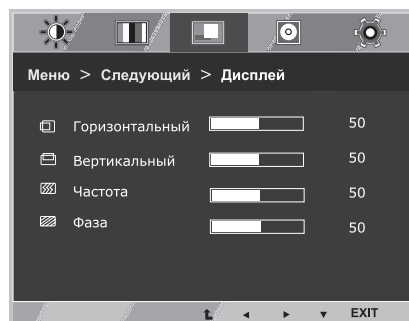 Меню > Следующий > Дисплей
Горизонтальный 50
Вертикальный 50
Частота 50
Фаза 50
EXIT